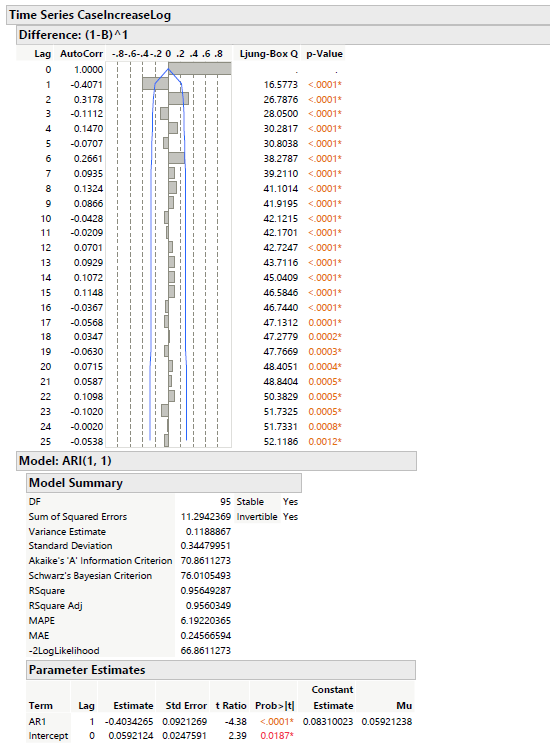 Time Series CaseIncreaseLog
Difference: (1-B)^1
Lag AutoCorr -.8-.6-.4-.2 0 .2 .4 .6 .8 Ljung-Box Q p-Value
0 1.0000 . .
1 -0.4071 16.5773 <.0001*
2 0.3178 26.7876 <.0001*
3 -0.1112 28.0500 <.0001*
4 0.1470 30.2817 <.0001*
5 -0.0707 30.8038 <.0001*
6 0.2661 38.2787 <.0001*
7 0.0935 39.2110 <.0001*
8 0.1324 41.1014 <.0001*
9 0.0866 41.9195 <.0001*
10 -0.0428 42.1215 <.0001*
11 -0.0209 42.1701 <.0001*
12 0.0701 42.7247 <.0001*
13 0.0929 43.7116 <.0001*
14 0.1072 45.0409 <.0001*
15 0.1148 46.5846 <.0001*
16 -0.0367 46.7440 <.0001*
17 -0.0568 47.1312 0.0001*
18 0.0347 47.2779 0.0002*
19 -0.0630 47.7669 0.0003*
20 0.0715 48.4051 0.0004*
21 0.0587 48.8404 0.0005*
22 0.1098 50.3829 0.0005*
23 -0.1020 51.7325 0.0005*
24 -0.0020 51.7331 0.0008*
25 -0.0538 52.1186 0.0012*
Model: ARI(1, 1)
Model Summary
DF 95 Stable Yes
Sum of Squared Errors 11.2942369 Invertible Yes
Variance Estimate 0.1188867
Standard Deviation 0.34479951
Akaike's 'A' Information Criterion 70.8611273
Schwarz's Bayesian Criterion 76.0105493
RSquare 0.95649287
RSquare Adj 0.9560349
MAPE 6.19220365
MAE 0.24566594
-2LogLikelihood 66.8611273
Parameter Estimates
Constant
Term Lag Estimate Std Error t Ratio Prob>|t| Estimate Mu
AR1 1 -0.4034265 0.0921269 -4.38 <.0001* 0.08310023 0.05921238
Intercept 0 0.0592124 0.0247591 2.39 0.0187*